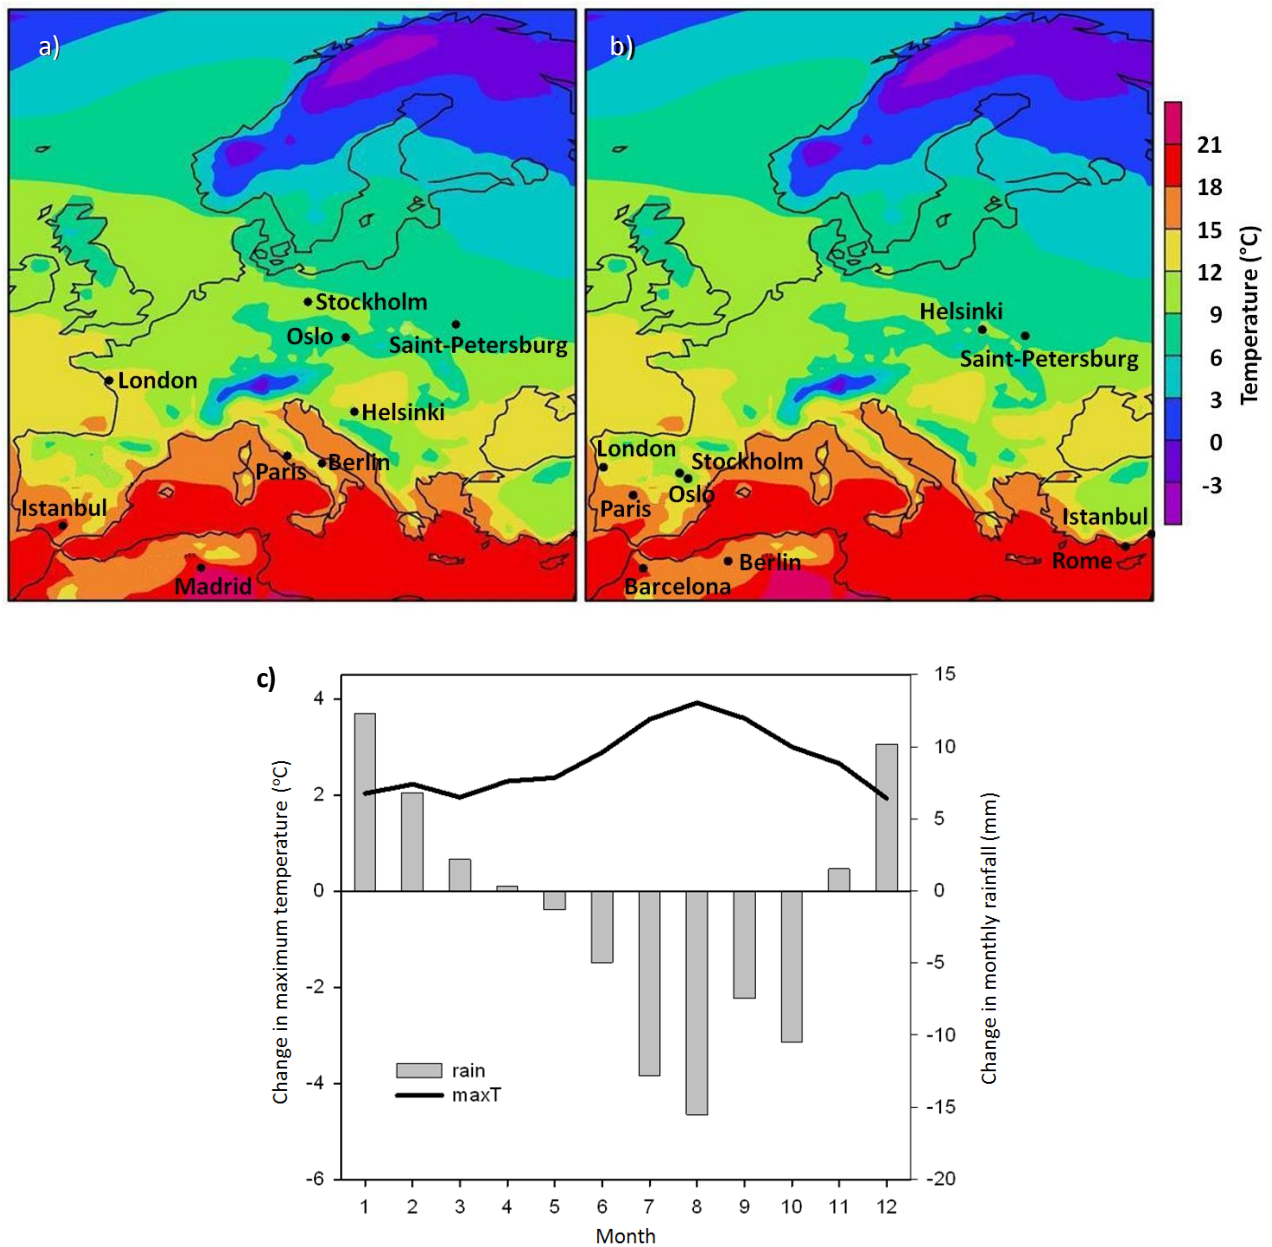 a)
Stockholm
Oslo
Saint-Petersburg
London
Helsinki
Paris
Berlin
Istanbul
Madrid
b)
Helsinki
Saint-Petersburg
London
Stockholm
Oslo
Paris
Istanbul
Rome
Berlin
Barcelona
21
18
15
12
9
6
3
0
-3
Temperature (°C)
c)
4
2
0
-2
-4
-6
Change in maximum temperature (°C)
15
10
5
0
-5
-10
-15
-20
Change in monthly rainfall (mm)
rain
maxT
1 2 3 4 5 6 7 8 9 10 11 12
Month